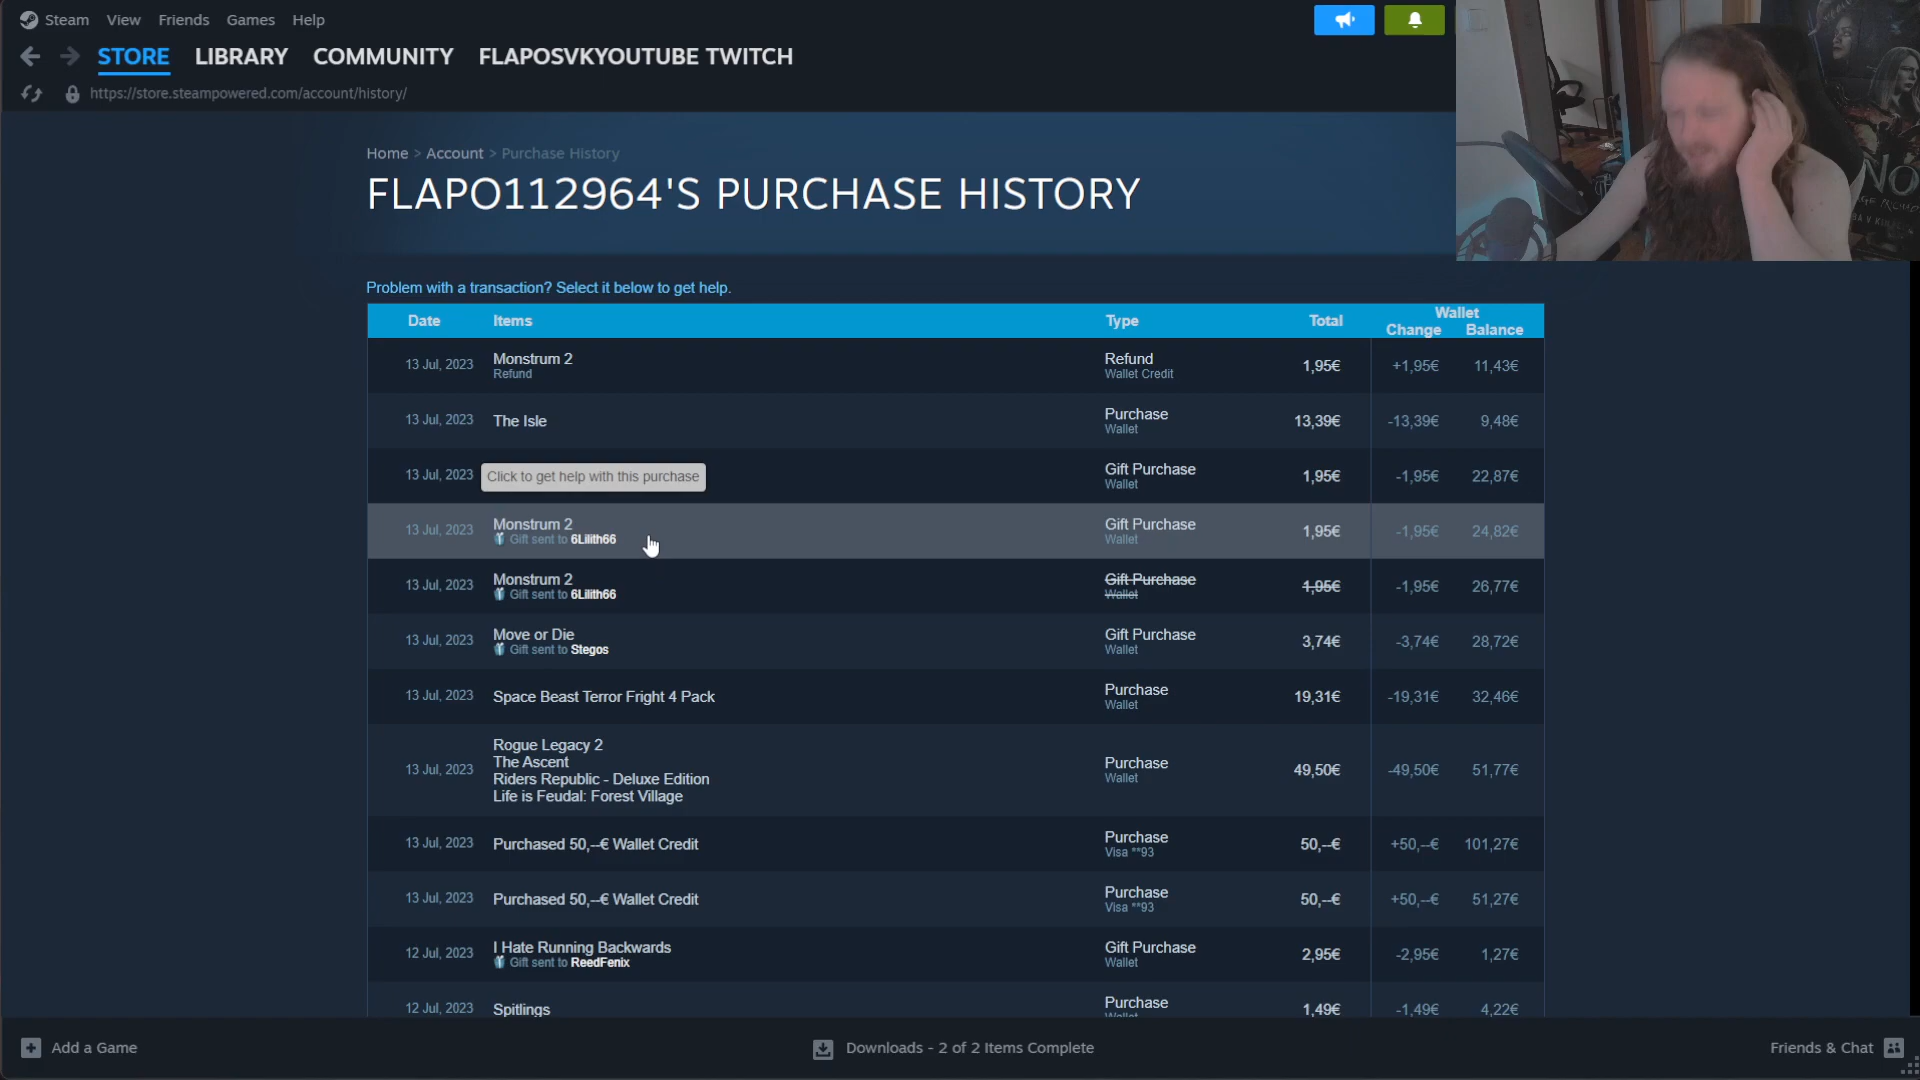 Steam View Friends Games Help
STORE LIBRARY COMMUNITY FLAPOSVKYOUTUBE TWITCH
https://store.steampowered.com/account/history/
Home > Account > Purchase History
FLAPO112964'S PURCHASE HISTORY
Problem with a transaction? Select it below to get help.
Date Items Type Total Wallet
Change Balance
13 Jul, 2023 Monstrum 2 Refund 1,95€ +1,95€ 11,43€
Refund Wallet Credit
13 Jul, 2023 The Isle Purchase 13,39€ -13,39€ 9,48€
Wallet
13 Jul, 2023 Click to get help with this purchase Gift Purchase 1,95€ -1,95€ 22,87€
Wallet
13 Jul, 2023 Monstrum 2 Gift Purchase 1,95€ -1,95€ 24,82€
Gift sent to 6Lilith66 Wallet
13 Jul, 2023 Monstrum 2 Gift Purchase 1,95€ -1,95€ 26,77€
Gift sent to 6Lilith66 Wallet
13 Jul, 2023 Move or Die Gift Purchase 3,74€ -3,74€ 28,72€
Gift sent to Stegos Wallet
13 Jul, 2023 Space Beast Terror Fright 4 Pack Purchase 19,31€ -19,31€ 32,46€
Wallet
Rogue Legacy 2
The Ascent
13 Jul, 2023 Riders Republic - Deluxe Edition Purchase 49,50€ -49,50€ 51,77€
Life is Feudal: Forest Village Wallet
13 Jul, 2023 Purchased 50,--€ Wallet Credit Purchase 50,--€ +50,--€ 101,27€
Visa **93
13 Jul, 2023 Purchased 50,--€ Wallet Credit Purchase 50,--€ +50,--€ 51,27€
Visa **93
12 Jul, 2023 I Hate Running Backwards Gift Purchase 2,95€ -2,95€ 1,27€
Gift sent to ReedFenix Wallet
12 Jul, 2023 Spitlings Purchase 1,49€ -1,49€ 4,22€
Wallet
Add a Game Downloads - 2 of 2 Items Complete Friends & Chat